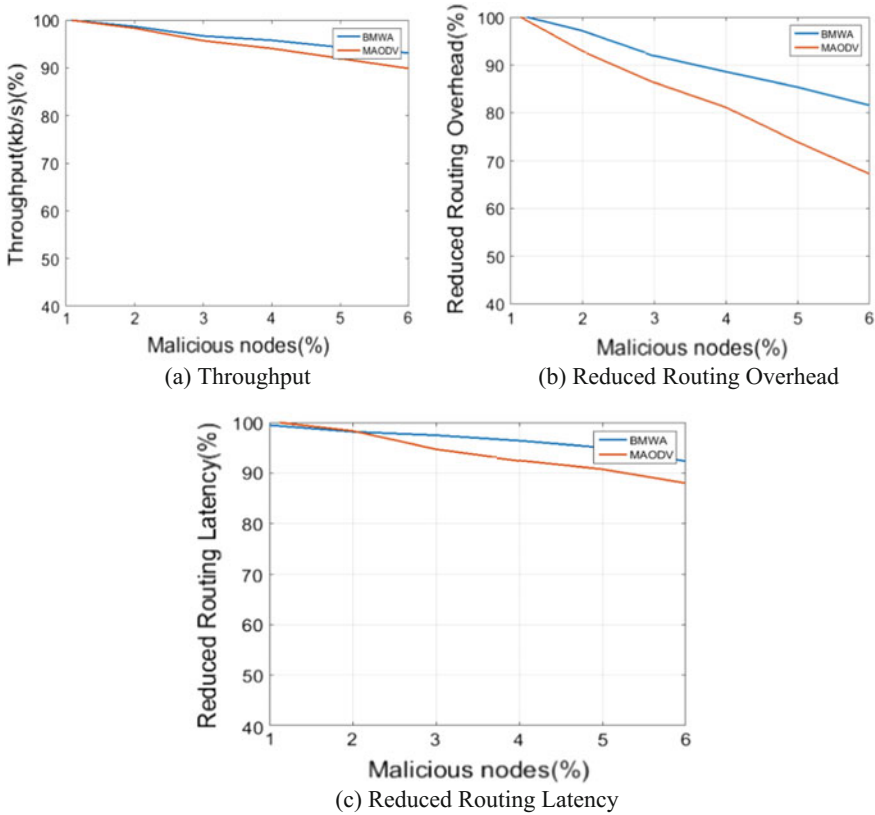 100
90
80
70
60
50
40
1 2 3 4 5 6
Throughput(kb/s)(%)
Malicious nodes(%)
BMWA
MAODV
(a) Throughput
100
90
80
70
60
50
40
1 2 3 4 5 6
Reduced Routing Overhead(%)
Malicious nodes(%)
BMWA
MAODV
(b) Reduced Routing Overhead
100
90
80
70
60
50
40
1 2 3 4 5 6
Reduced Routing Latency(%)
Malicious nodes(%)
BMWA
MAODV
(c) Reduced Routing Latency